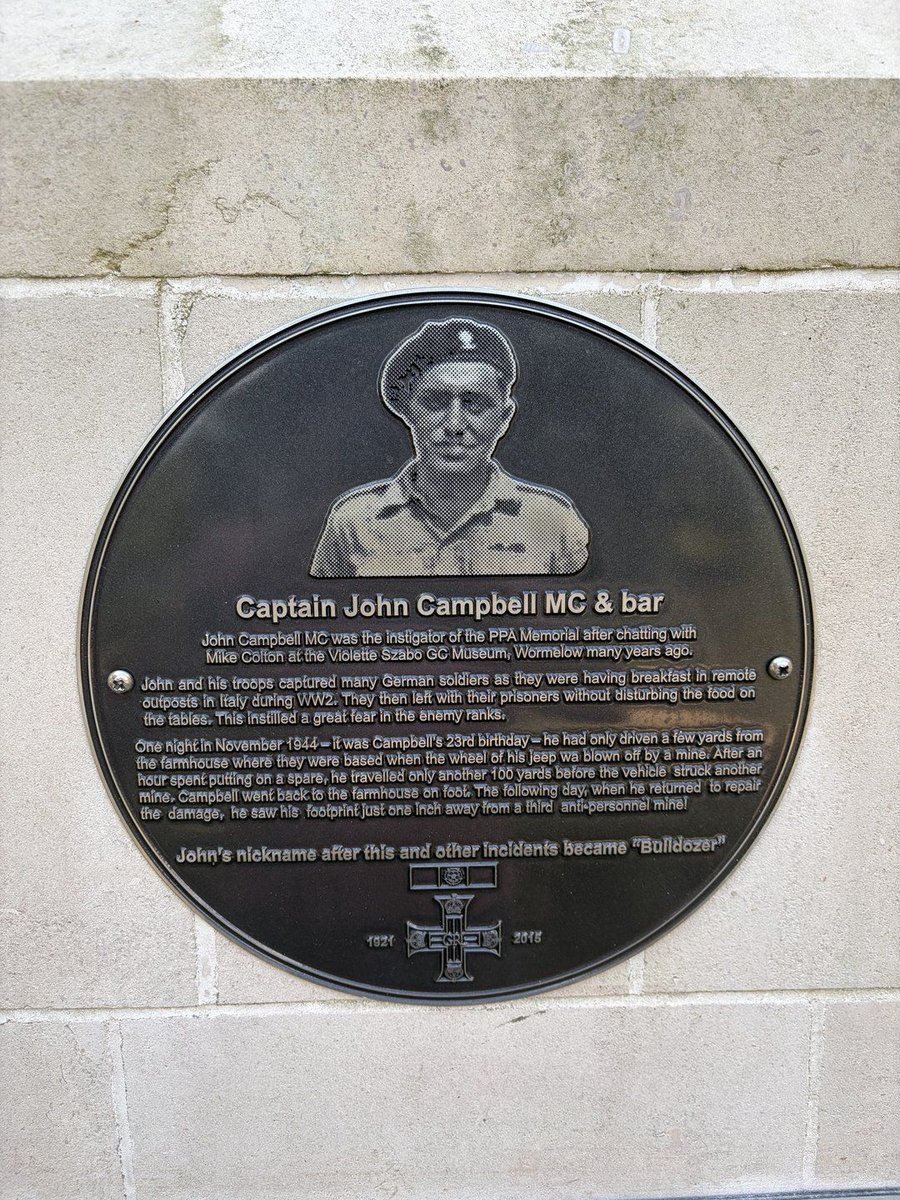 Captain John Campbell MC & bar
John Campbell MC was the instigator of the PPA Memorial after chatting with
Mike Colton at the Violette Szabo GC Museum, Wormelow many years ago.
John and his troops captured many German soldiers as they were having breakfast in remote
outposts in Italy during WW2. They then left with their prisoners without disturbing the food on
the tables. This instilled a great fear in the enemy ranks.
One night in November 1944 – it was Campbell's 23rd birthday – he had only driven a few yards from
the farmhouse where they were based when the wheel of his jeep wa blown off by a mine. After an
hour spent putting on a spare, he travelled only another 100 yards before the vehicle struck another
mine. Campbell went back to the farmhouse on foot. The following day, when he returned to repair
the damage, he saw his footprint just one inch away from a third anti-personnel mine!
John's nickname after this and other incidents became "Bulldozer"
1921 GRI 2015